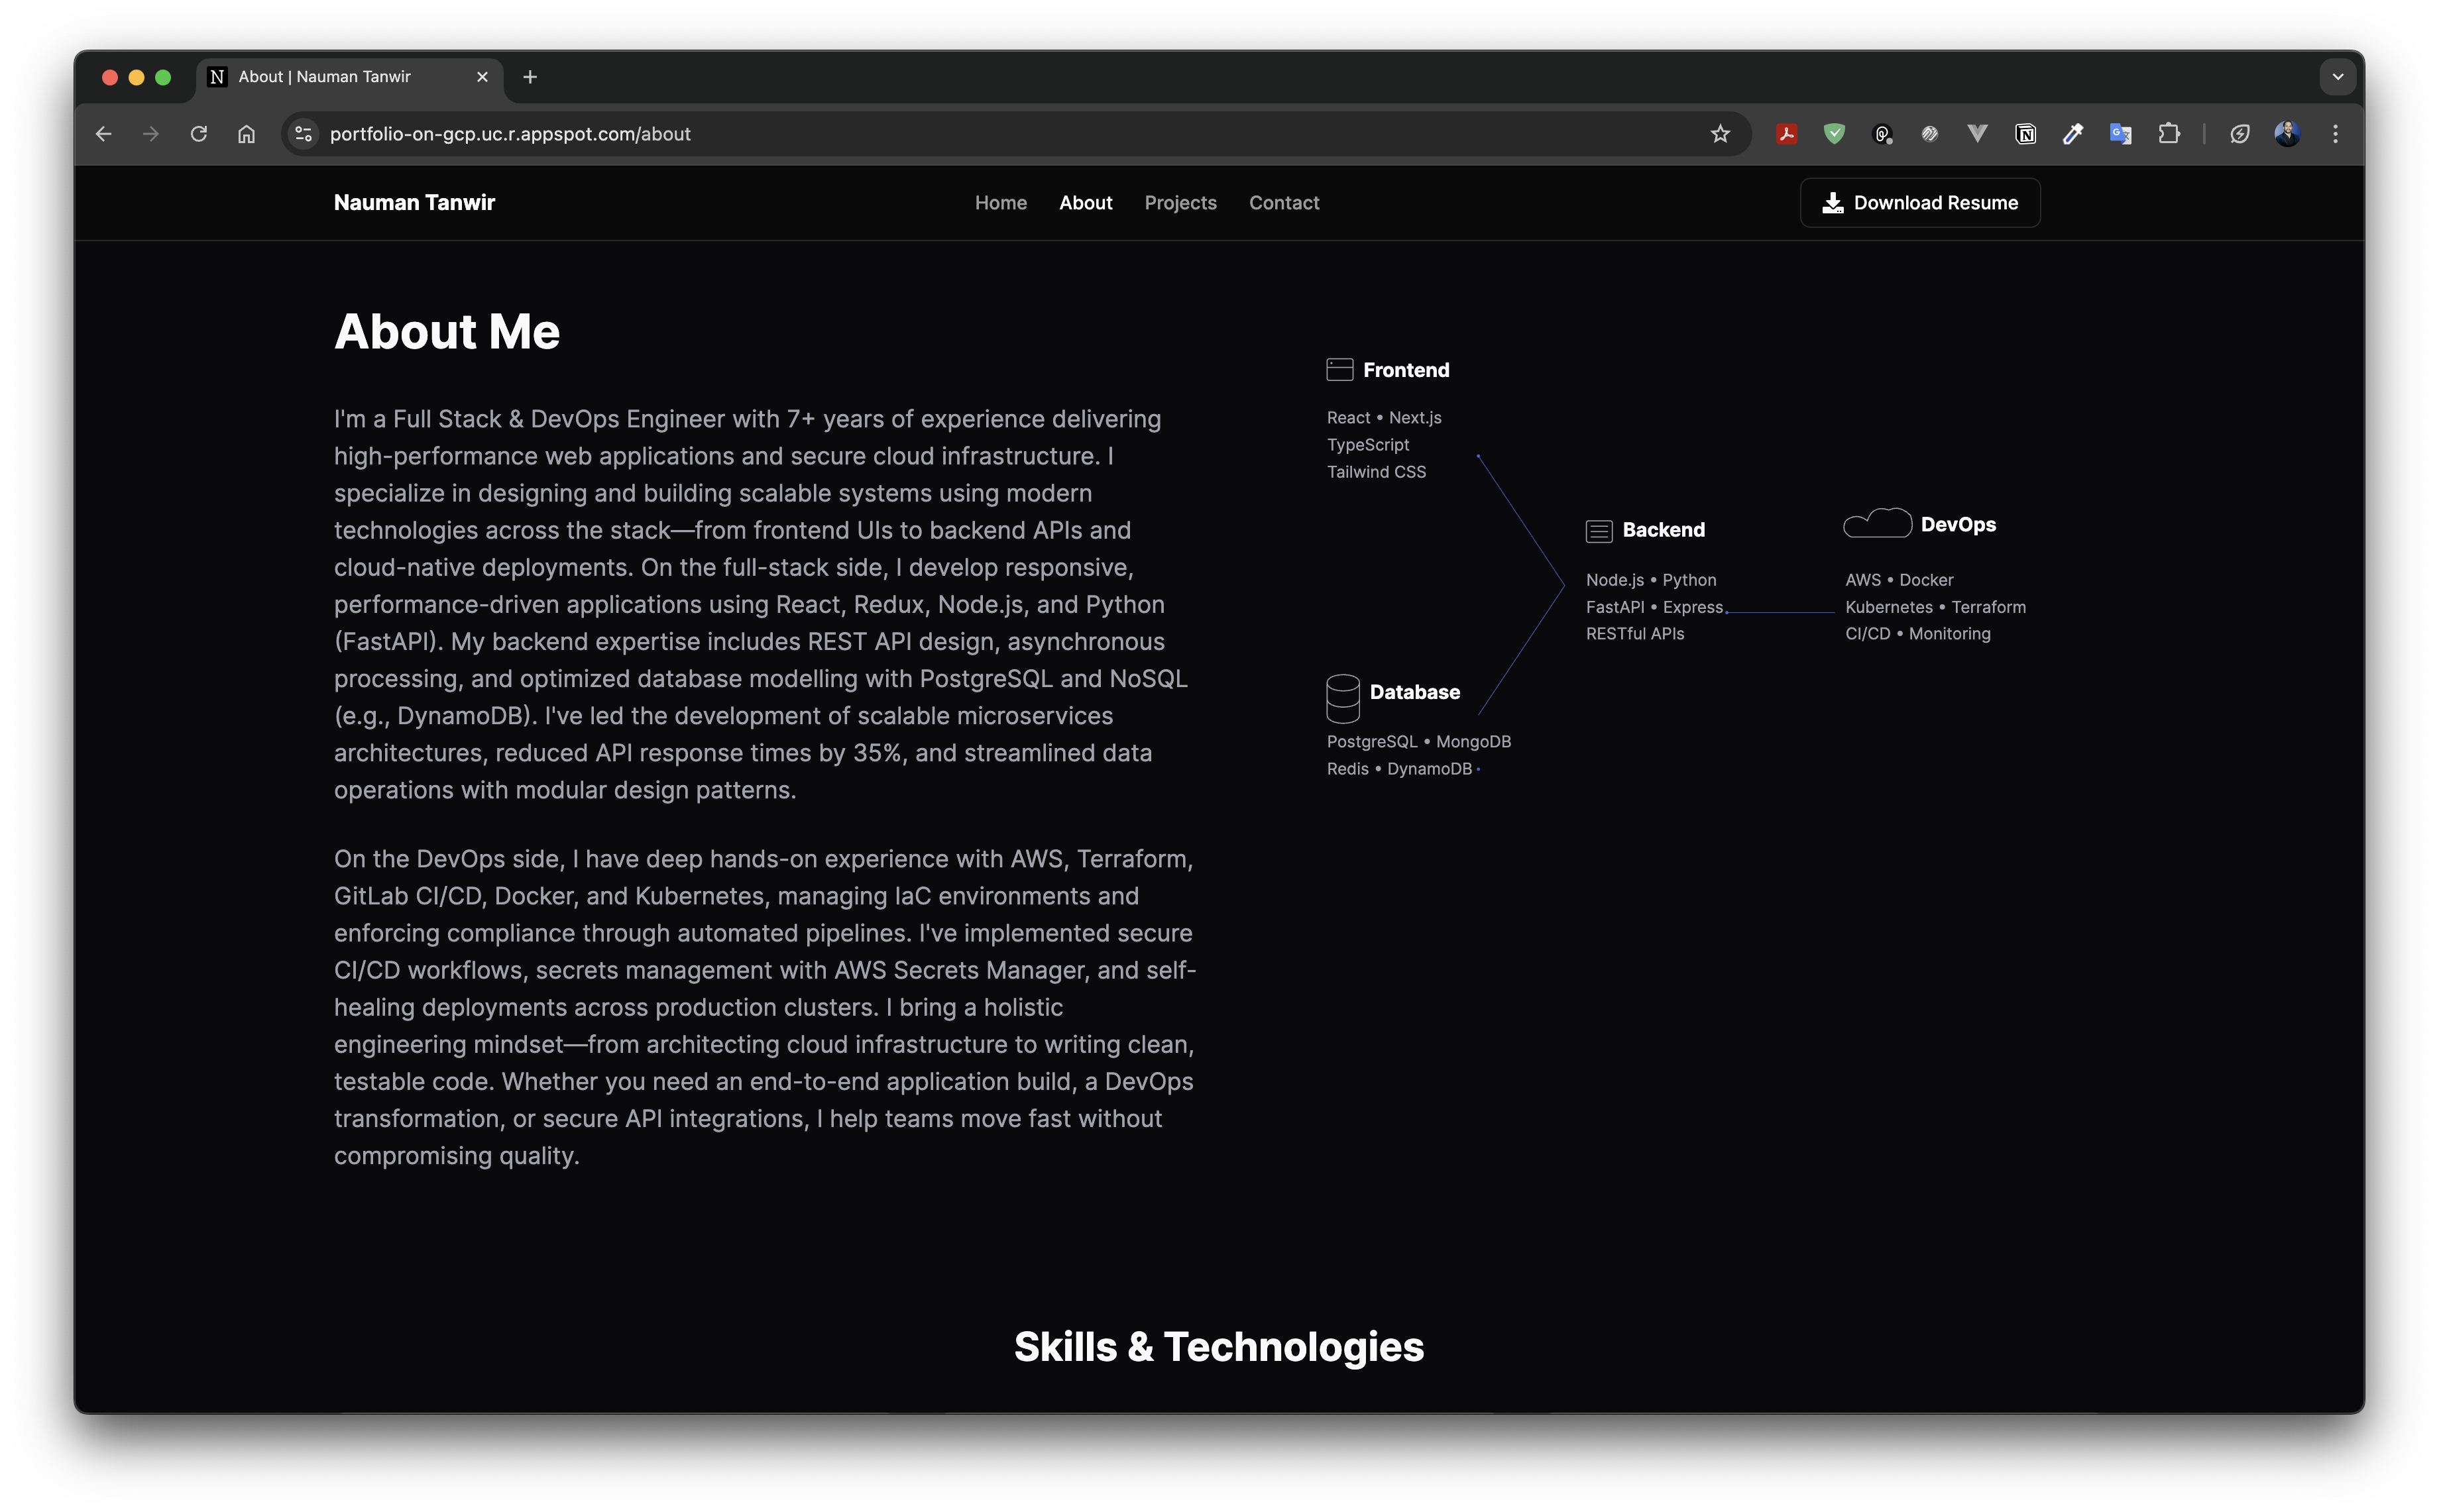 N About | Nauman Tanwir
portfolio-on-gcp.uc.r.appspot.com/about
Nauman Tanwir
Home About Projects Contact
Download Resume
About Me
I'm a Full Stack & DevOps Engineer with 7+ years of experience delivering
high-performance web applications and secure cloud infrastructure. I
specialize in designing and building scalable systems using modern
technologies across the stack—from frontend UIs to backend APIs and
cloud-native deployments. On the full-stack side, I develop responsive,
performance-driven applications using React, Redux, Node.js, and Python
(FastAPI). My backend expertise includes REST API design, asynchronous
processing, and optimized database modelling with PostgreSQL and NoSQL
(e.g., DynamoDB). I've led the development of scalable microservices
architectures, reduced API response times by 35%, and streamlined data
operations with modular design patterns.
On the DevOps side, I have deep hands-on experience with AWS, Terraform,
GitLab CI/CD, Docker, and Kubernetes, managing IaC environments and
enforcing compliance through automated pipelines. I've implemented secure
CI/CD workflows, secrets management with AWS Secrets Manager, and self-
healing deployments across production clusters. I bring a holistic
engineering mindset—from architecting cloud infrastructure to writing clean,
testable code. Whether you need an end-to-end application build, a DevOps
transformation, or secure API integrations, I help teams move fast without
compromising quality.
Frontend
React • Next.js
TypeScript
Tailwind CSS
Backend
Node.js • Python
FastAPI • Express
RESTful APIs
DevOps
AWS • Docker
Kubernetes • Terraform
CI/CD • Monitoring
Database
PostgreSQL • MongoDB
Redis • DynamoDB
Skills & Technologies